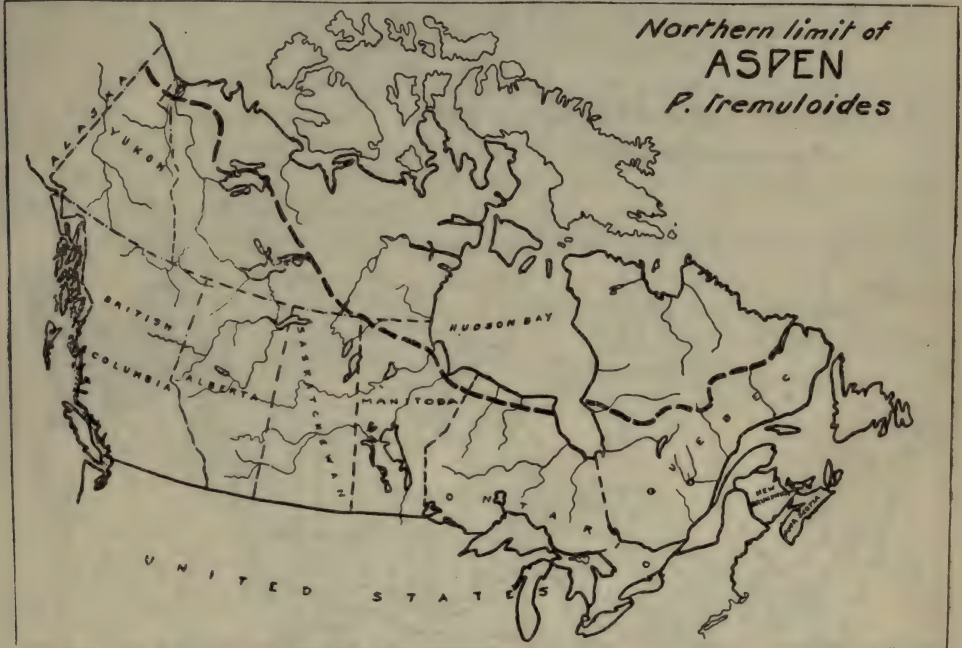 Northern limit of
ASPEN
P. tremuloides
ALASKA
YUKON
BRITISH
COLUMBIA
ALBERTA
SASKATCHEWAN
MANITOBA
HUDSON BAY
ONTARIO
QUEBEC
NEW
BRUNSWICK
NOVA SCOTIA
UNITED STATES